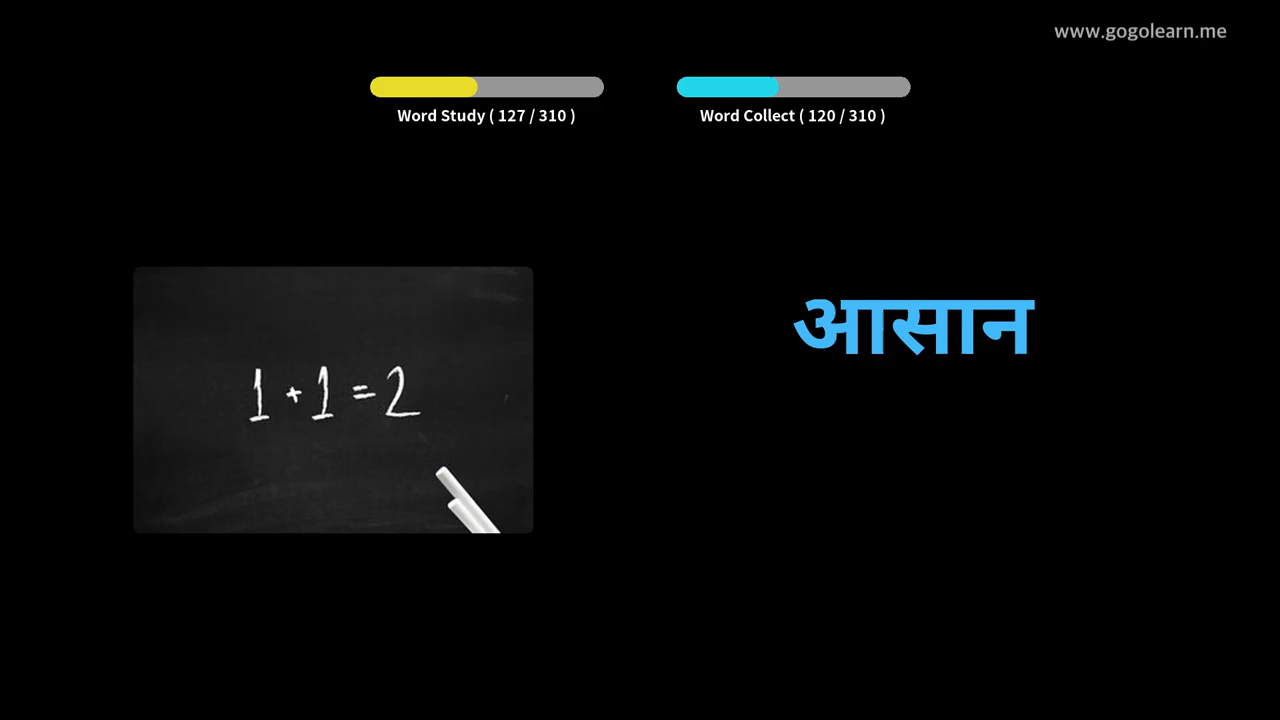 www.gogolearn.me
Word Study ( 127 / 310 )
Word Collect ( 120 / 310 )
आसान
1 + 1 = 2